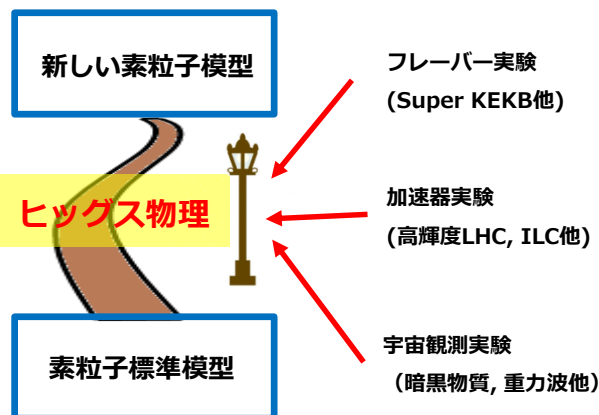 新しい素粒子模型
フレーバー実験
(Super KEKB他)
ヒッグス物理
加速器実験
(高輝度LHC, ILC他)
素粒子標準模型
宇宙観測実験
（暗黒物質, 重力波他）